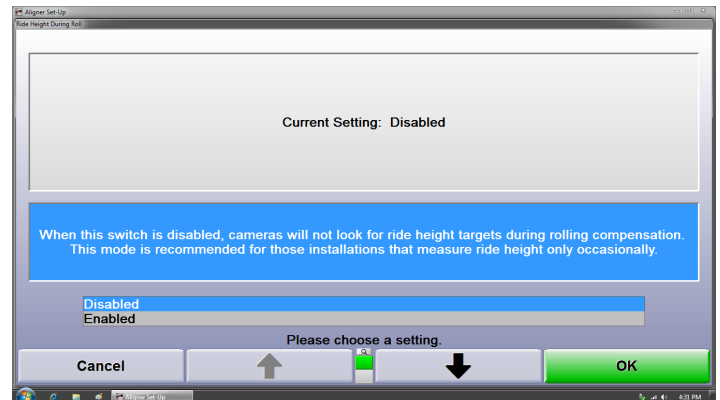 Aligner Set-Up
Ride Height During Roll
Current Setting: Disabled
When this switch is disabled, cameras will not look for ride height targets during rolling compensation.
This mode is recommended for those installations that measure ride height only occasionally.
Disabled
Enabled
Please choose a setting.
Cancel
OK
Aligner Set-Up
4:31 PM